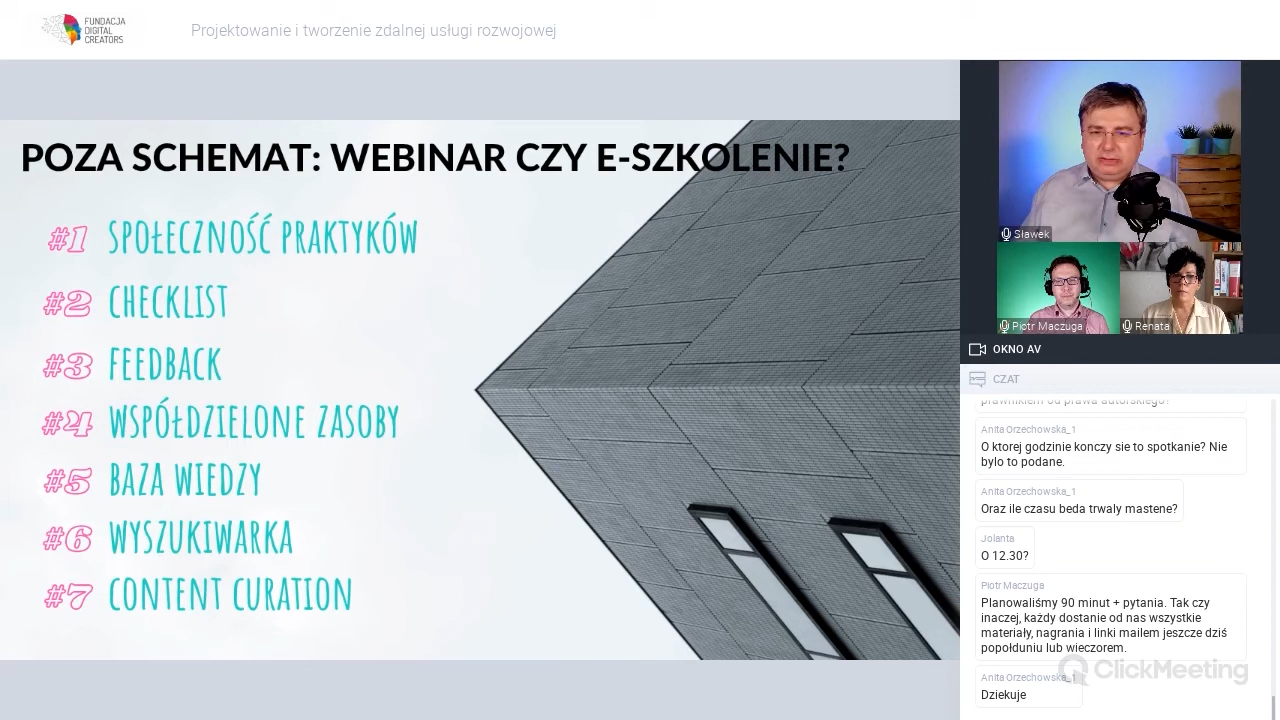 FUNDACJA
DIGITAL
CREATORS
Projektowanie i tworzenie zdalnej usługi rozwojowej
POZA SCHEMAT: WEBINAR CZY E-SZKOLENIE?
#1 SPOŁECZNOŚĆ PRAKTYKÓW
#2 CHECKLIST
#3 FEEDBACK
#4 WSPÓŁDZIELONE ZASOBY
#5 BAZA WIEDZY
#6 WYSZUKIWARKA
#7 CONTENT CURATION
Sławek
Piotr Maczuga
Renata
OKNO AV
CZAT
prawnikiem od prawa autorskiego?
Anita Orzechowska_1
O ktorej godzinie konczy sie to spotkanie? Nie
bylo to podane.
Anita Orzechowska_1
Oraz ile czasu beda trwaly mastene?
Jolanta
O 12.30?
Piotr Maczuga
Planowaliśmy 90 minut + pytania. Tak czy
inaczej, każdy dostanie od nas wszystkie
materiały, nagrania i linki mailem jeszcze dziś
popołduniu lub wieczorem.
ClickMeeting
Anita Orzechowska_1
Dziekuje